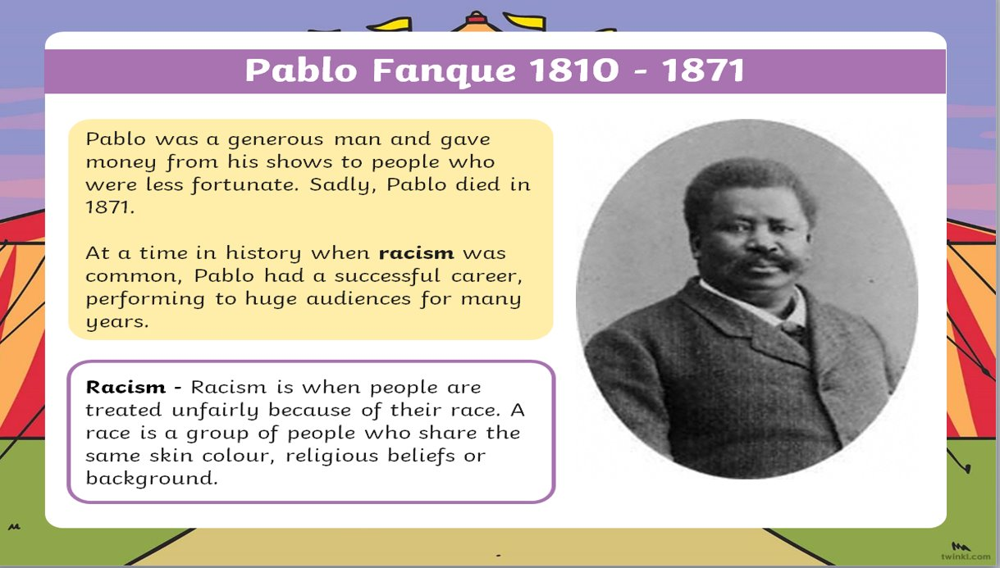 Pablo Fanque 1810 - 1871
Pablo was a generous man and gave
money from his shows to people who
were less fortunate. Sadly, Pablo died in
1871.
At a time in history when racism was
common, Pablo had a successful career,
performing to huge audiences for many
years.
Racism - Racism is when people are
treated unfairly because of their race. A
race is a group of people who share the
same skin colour, religious beliefs or
background.
twinkl.com